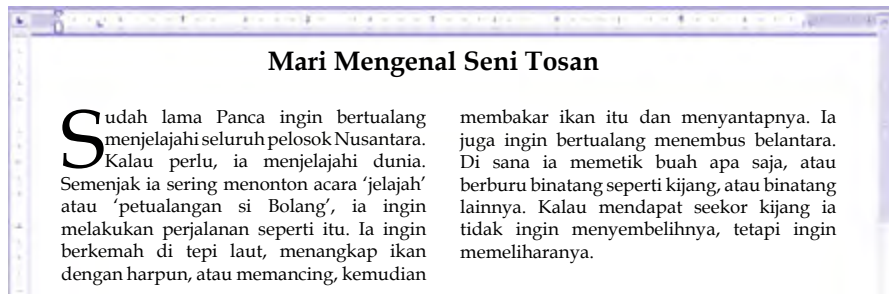 Mari Mengenal Seni Tosan
Sudah lama Panca ingin bertualang
menjelajahi seluruh pelosok Nusantara.
Kalau perlu, ia menjelajahi dunia.
Semenjak ia sering menonton acara ‘jelajah’
atau ‘petualangan si Bolang’, ia ingin
melakukan perjalanan seperti itu. Ia ingin
berkemah di tepi laut, menangkap ikan
dengan harpun, atau memancing, kemudian
membakar ikan itu dan menyantapnya. Ia
juga ingin bertualang menembus belantara.
Di sana ia memetik buah apa saja, atau
berburu binatang seperti kijang, atau binatang
lainnya. Kalau mendapat seekor kijang ia
tidak ingin menyembelihnya, tetapi ingin
memeliharanya.